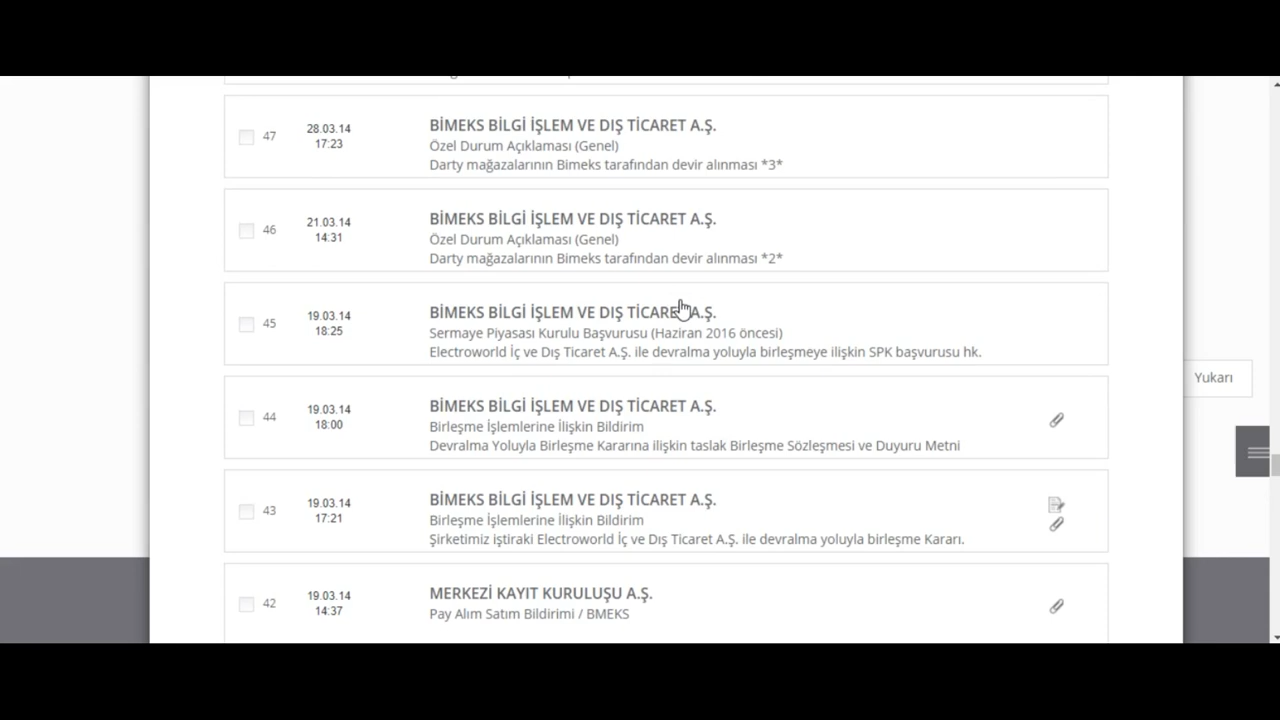 47
28.03.14
17:23
BİMEKS BİLGİ İŞLEM VE DIŞ TİCARET A.Ş.
Özel Durum Açıklaması (Genel)
Darty mağazalarının Bimeks tarafından devir alınması *3*
46
21.03.14
14:31
BİMEKS BİLGİ İŞLEM VE DIŞ TİCARET A.Ş.
Özel Durum Açıklaması (Genel)
Darty mağazalarının Bimeks tarafından devir alınması *2*
45
19.03.14
18:25
BİMEKS BİLGİ İŞLEM VE DIŞ TİCARET A.Ş.
Sermaye Piyasası Kurulu Başvurusu (Haziran 2016 öncesi)
Electroworld İç ve Dış Ticaret A.Ş. ile devralma yoluyla birleşmeye ilişkin SPK başvurusu hk.
Yukarı
44
19.03.14
18:00
BİMEKS BİLGİ İŞLEM VE DIŞ TİCARET A.Ş.
Birleşme İşlemlerine İlişkin Bildirim
Devralma Yoluyla Birleşme Kararına ilişkin taslak Birleşme Sözleşmesi ve Duyuru Metni
43
19.03.14
17:21
BİMEKS BİLGİ İŞLEM VE DIŞ TİCARET A.Ş.
Birleşme İşlemlerine İlişkin Bildirim
Şirketimiz iştiraki Electroworld İç ve Dış Ticaret A.Ş. ile devralma yoluyla birleşme Kararı.
42
19.03.14
14:37
MERKEZİ KAYIT KURULUŞU A.Ş.
Pay Alım Satım Bildirimi / BMEKS